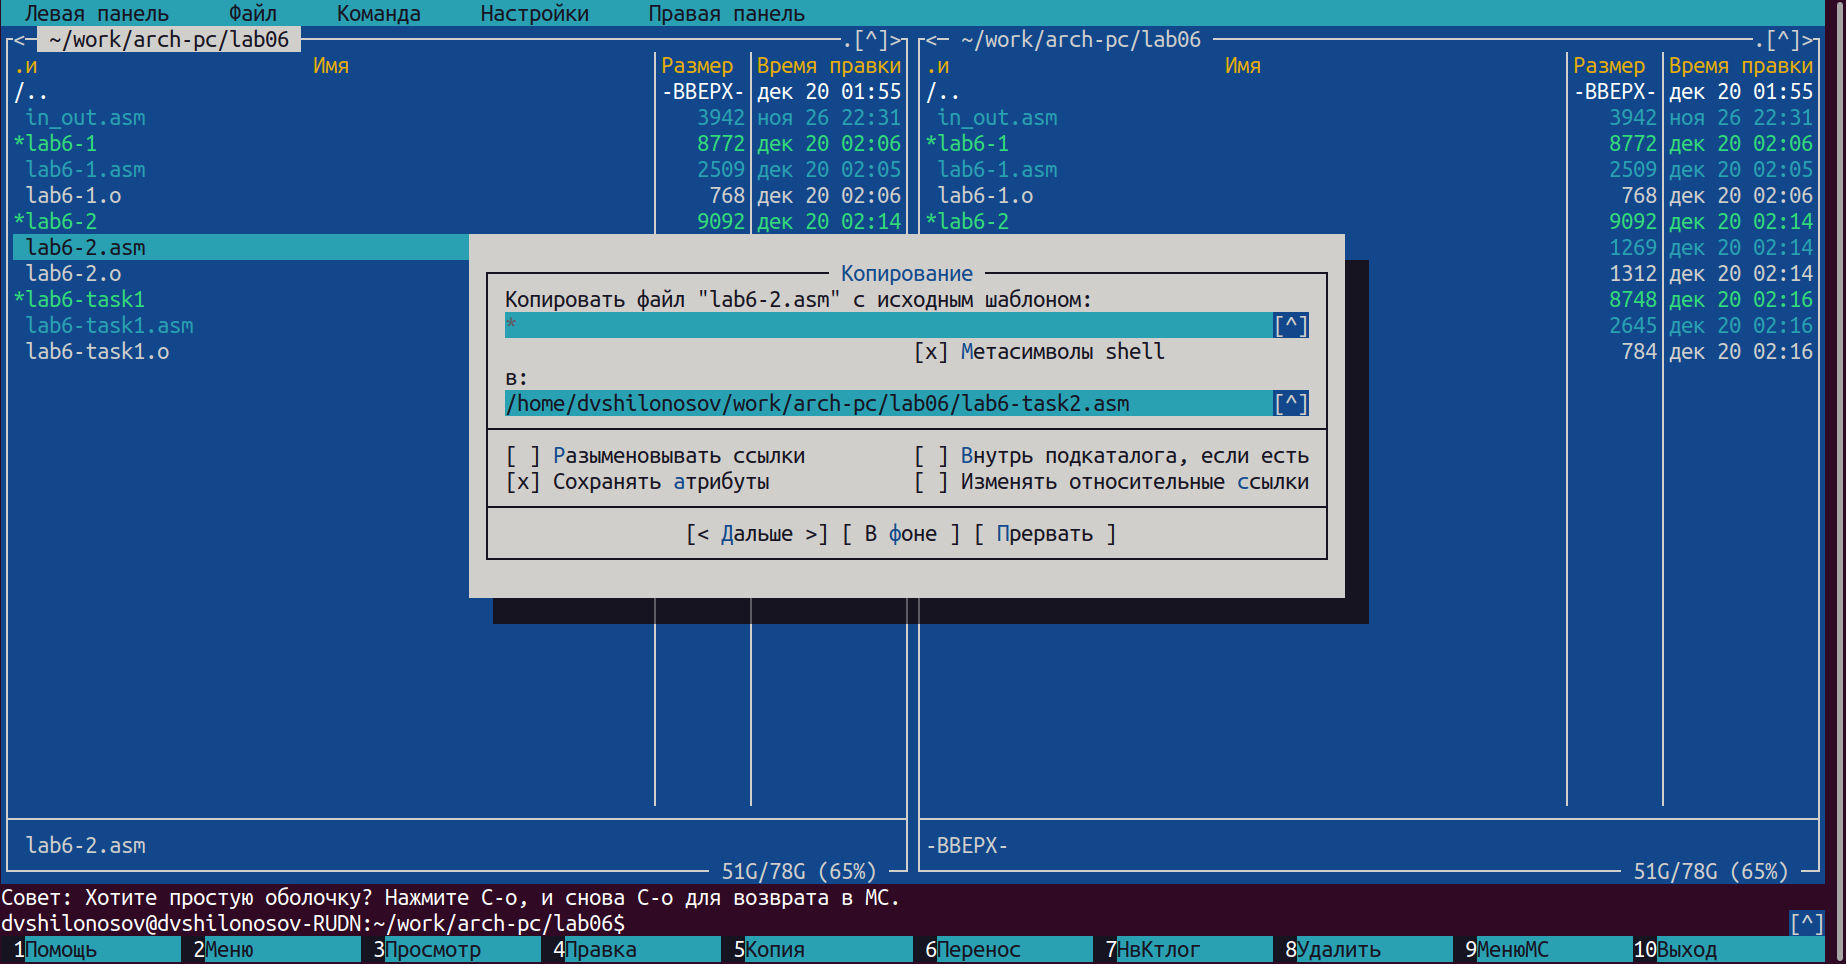 Левая панель Файл Команда Настройки Правая панель
<─ ~/work/arch-pc/lab06 .[^]> <─ ~/work/arch-pc/lab06 .[^]>
.и Имя Размер Время правки .и Имя Размер Время правки
/.. -ВВЕРХ- дек 20 01:55 /.. -ВВЕРХ- дек 20 01:55
in_out.asm 3942 ноя 26 22:31 in_out.asm 3942 ноя 26 22:31
*lab6-1 8772 дек 20 02:06 *lab6-1 8772 дек 20 02:06
lab6-1.asm 2509 дек 20 02:05 lab6-1.asm 2509 дек 20 02:05
lab6-1.o 768 дек 20 02:06 lab6-1.o 768 дек 20 02:06
*lab6-2 9092 дек 20 02:14 *lab6-2 9092 дек 20 02:14
lab6-2.asm 1269 дек 20 02:14
lab6-2.o Копирование 1312 дек 20 02:14
*lab6-task1 Копировать файл "lab6-2.asm" с исходным шаблоном: 8748 дек 20 02:16
lab6-task1.asm * [^] 2645 дек 20 02:16
lab6-task1.o [x] Метасимволы shell 784 дек 20 02:16
в:
/home/dvshilonosov/work/arch-pc/lab06/lab6-task2.asm [^]
[ ] Разыменовывать ссылки [ ] Внутрь подкаталога, если есть
[x] Сохранять атрибуты [ ] Изменять относительные ссылки
[< Дальше >] [ В фоне ] [ Прервать ]
lab6-2.asm -ВВЕРХ-
51G/78G (65%) 51G/78G (65%)
Совет: Хотите простую оболочку? Нажмите C-o, и снова C-o для возврата в MC.
dvshilonosov@dvshilonosov-RUDN:~/work/arch-pc/lab06$ [^]
1Помощь 2Меню 3Просмотр 4Правка 5Копия 6Перенос 7НвКтлог 8Удалить 9МенюMC 10Выход